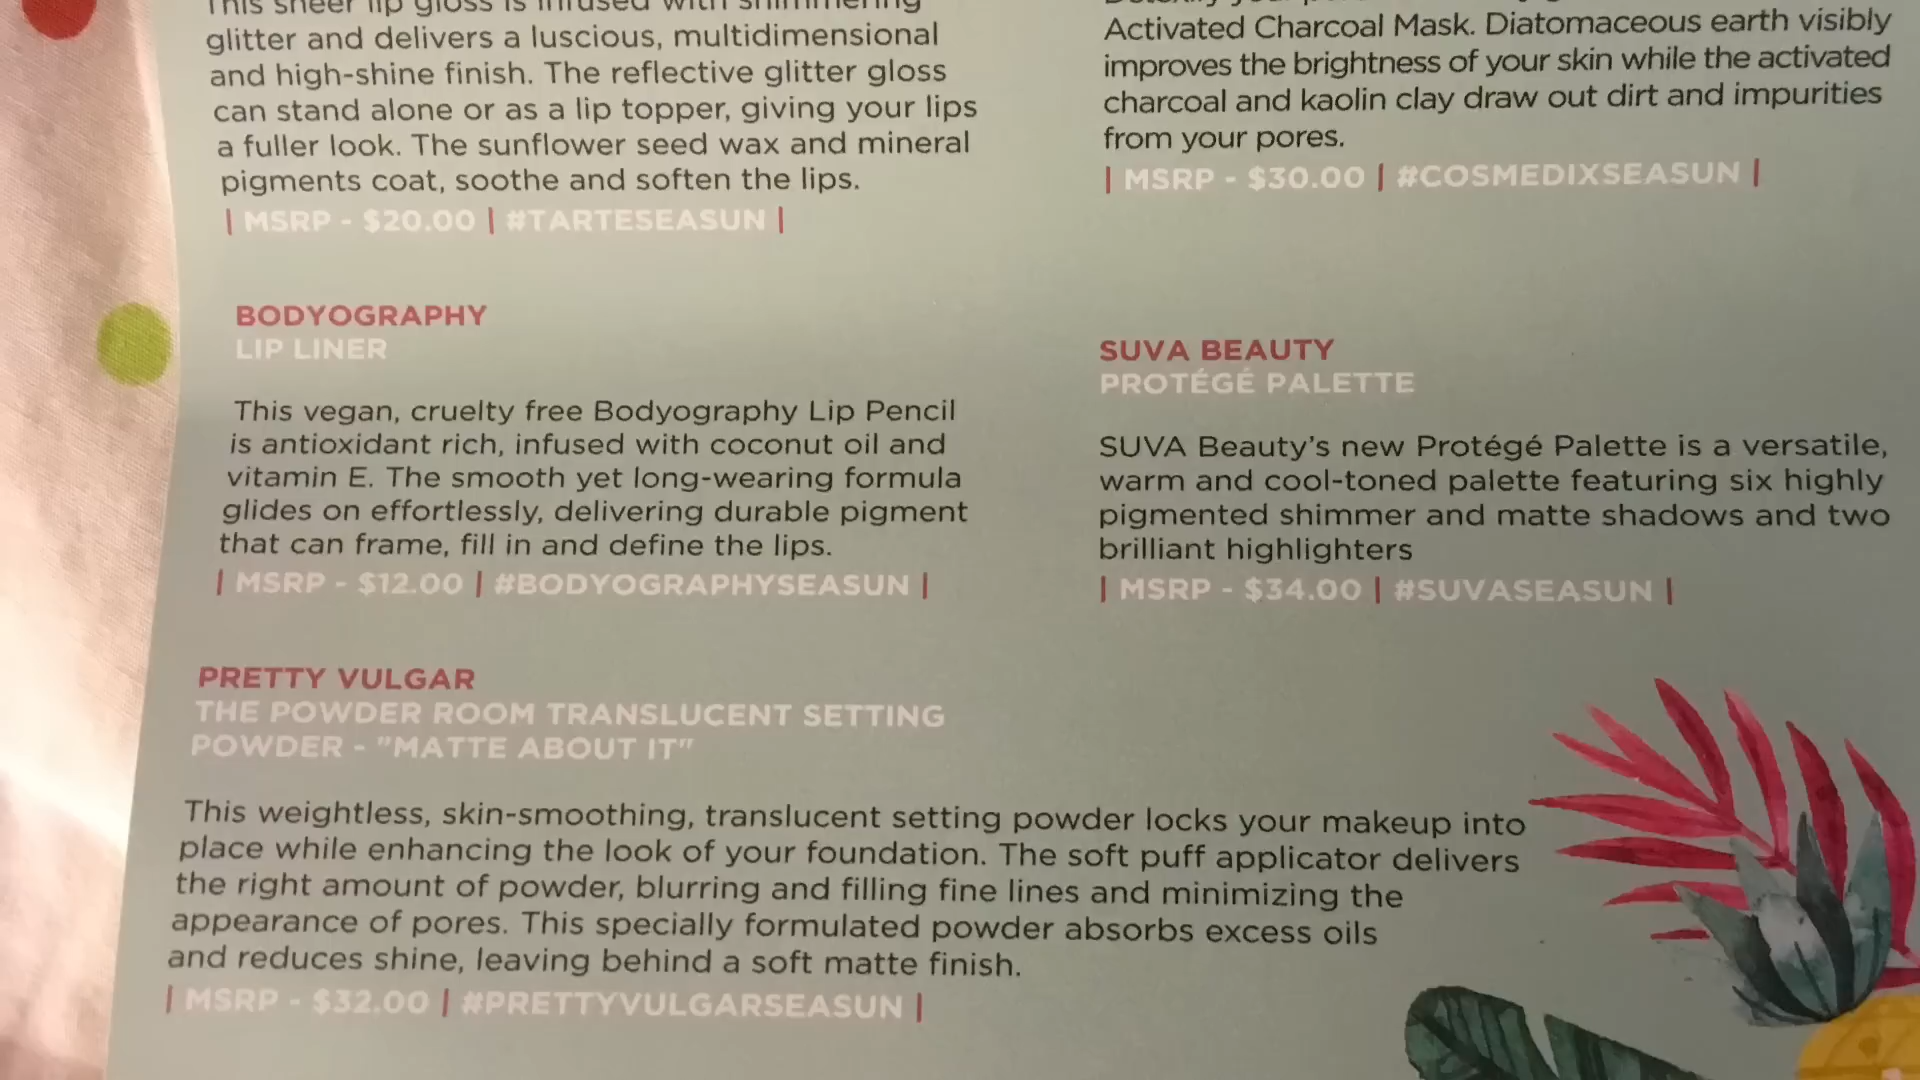 This sheer lip gloss is infused with shimmering
glitter and delivers a luscious, multidimensional
and high-shine finish. The reflective glitter gloss
can stand alone or as a lip topper, giving your lips
a fuller look. The sunflower seed wax and mineral
pigments coat, soothe and soften the lips.
| MSRP - $20.00 | #TARTESEASUN |
BODYOGRAPHY
LIP LINER
This vegan, cruelty free Bodyography Lip Pencil
is antioxidant rich, infused with coconut oil and
vitamin E. The smooth yet long-wearing formula
glides on effortlessly, delivering durable pigment
that can frame, fill in and define the lips.
| MSRP - $12.00 | #BODYOGRAPHYSEASUN |
Activated Charcoal Mask. Diatomaceous earth visibly
improves the brightness of your skin while the activated
charcoal and kaolin clay draw out dirt and impurities
from your pores.
| MSRP - $30.00 | #COSMEDIXSEASUN |
SUVA BEAUTY
PROTÉGÉ PALETTE
SUVA Beauty's new Protégé Palette is a versatile,
warm and cool-toned palette featuring six highly
pigmented shimmer and matte shadows and two
brilliant highlighters
| MSRP - $34.00 | #SUVASEASUN |
PRETTY VULGAR
THE POWDER ROOM TRANSLUCENT SETTING
POWDER - "MATTE ABOUT IT"
This weightless, skin-smoothing, translucent setting powder locks your makeup into
place while enhancing the look of your foundation. The soft puff applicator delivers
the right amount of powder, blurring and filling fine lines and minimizing the
appearance of pores. This specially formulated powder absorbs excess oils
and reduces shine, leaving behind a soft matte finish.
| MSRP - $32.00 | #PRETTYVULGARSEASUN |